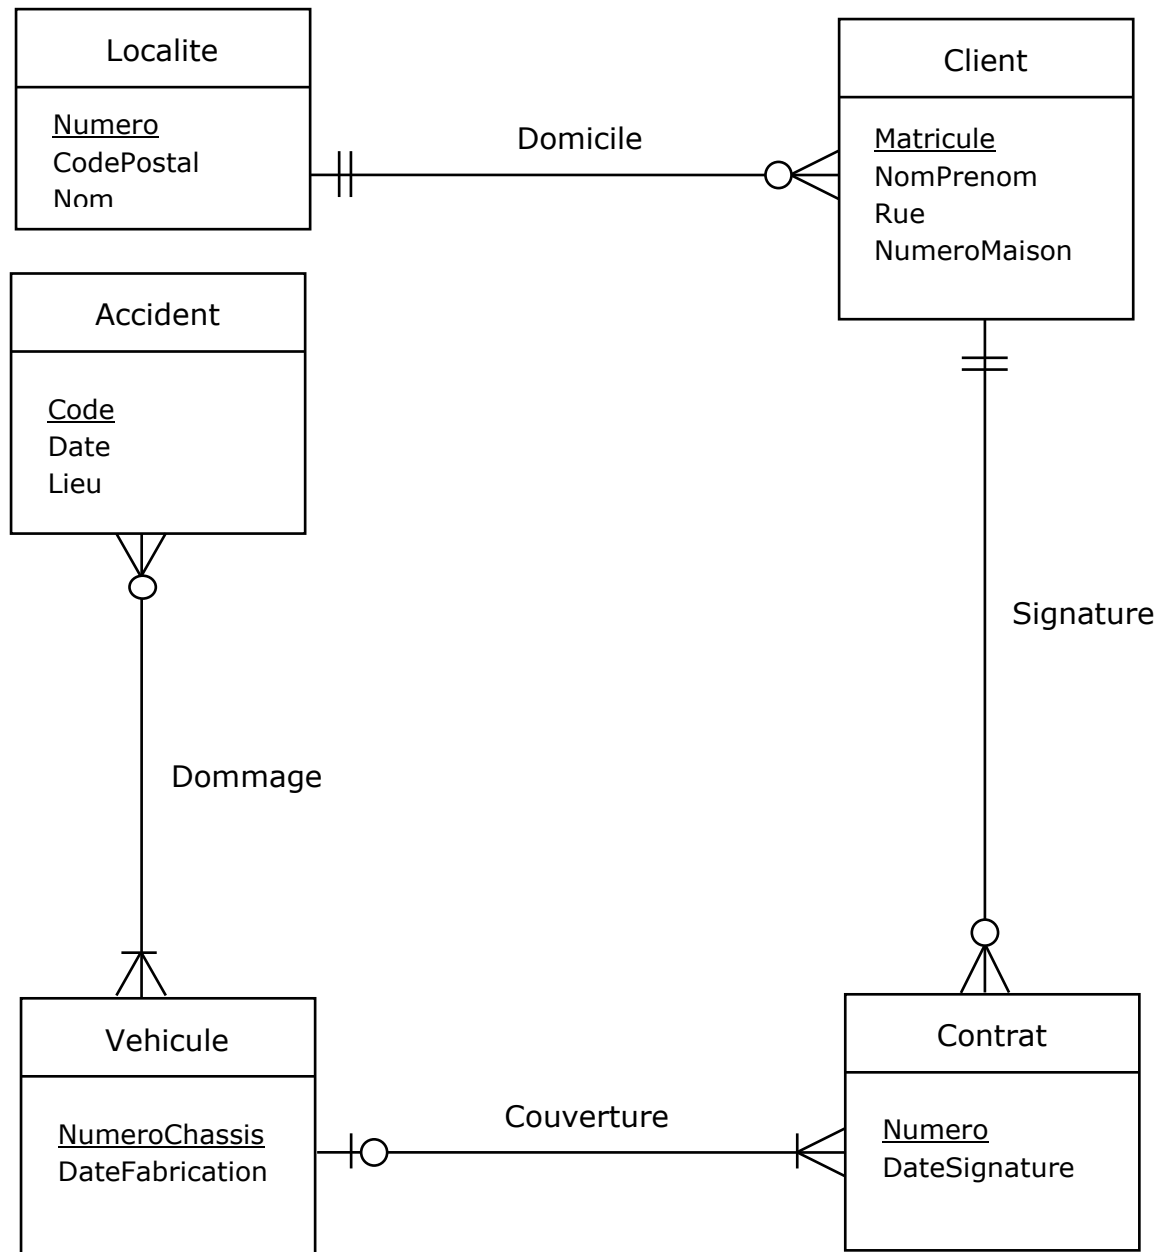 Localite
Numero
CodePostal
Nom
Domicile
Client
Matricule
NomPrenom
Rue
NumeroMaison
Accident
Code
Date
Lieu
Signature
Dommage
Vehicule
NumeroChassis
DateFabrication
Couverture
Contrat
Numero
DateSignature